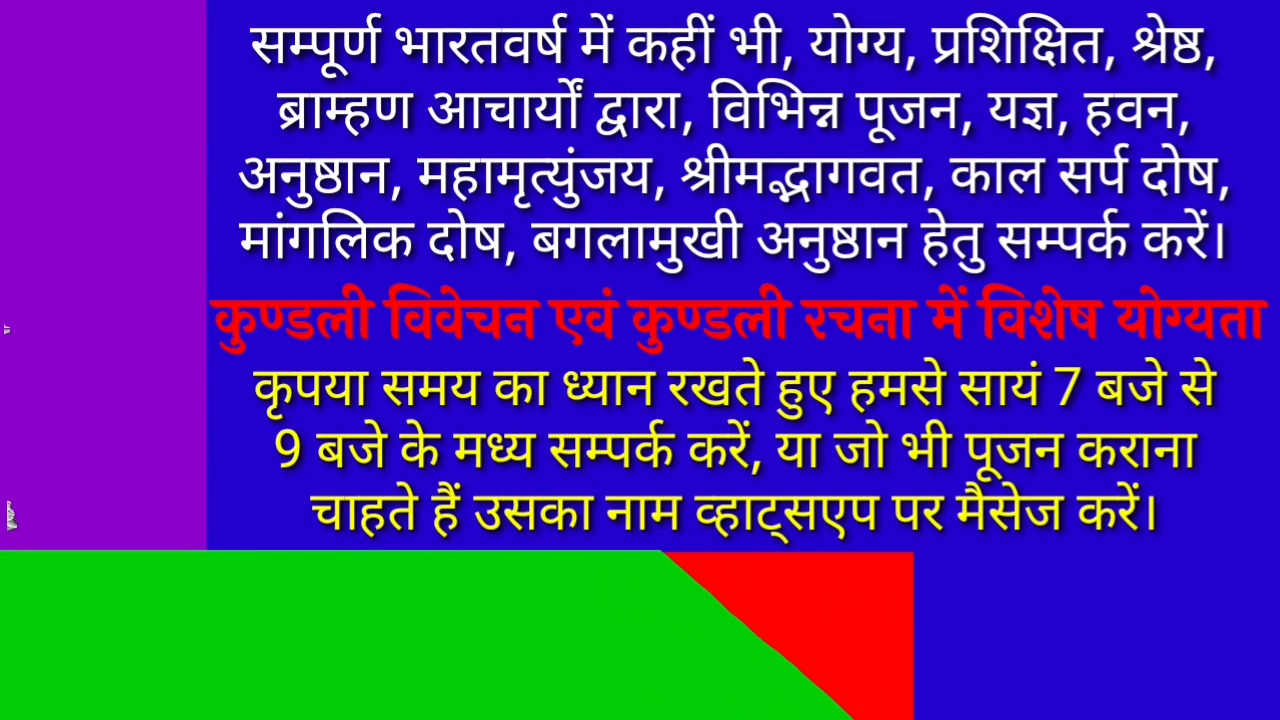 सम्पूर्ण भारतवर्ष में कहीं भी, योग्य, प्रशिक्षित, श्रेष्ठ,
ब्राम्हण आचार्यों द्वारा, विभिन्न पूजन, यज्ञ, हवन,
अनुष्ठान, महामृत्युंजय, श्रीमद्भागवत, काल सर्प दोष,
मांगलिक दोष, बगलामुखी अनुष्ठान हेतु सम्पर्क करें।
कुण्डली विवेचन एवं कुण्डली रचना में विशेष योग्यता
कृपया समय का ध्यान रखते हुए हमसे सायं 7 बजे से
9 बजे के मध्य सम्पर्क करें, या जो भी पूजन कराना
चाहते हैं उसका नाम व्हाट्सएप पर मैसेज करें।